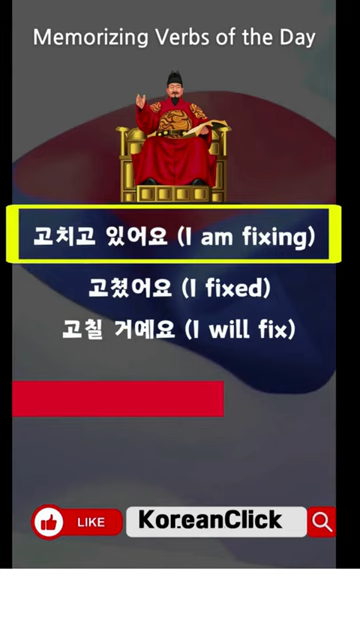 Memorizing Verbs of the Day
고치고 있어요 (I am fixing)
고쳤어요 (I fixed)
고칠 거예요 (I will fix)
LIKE
KoreanClick